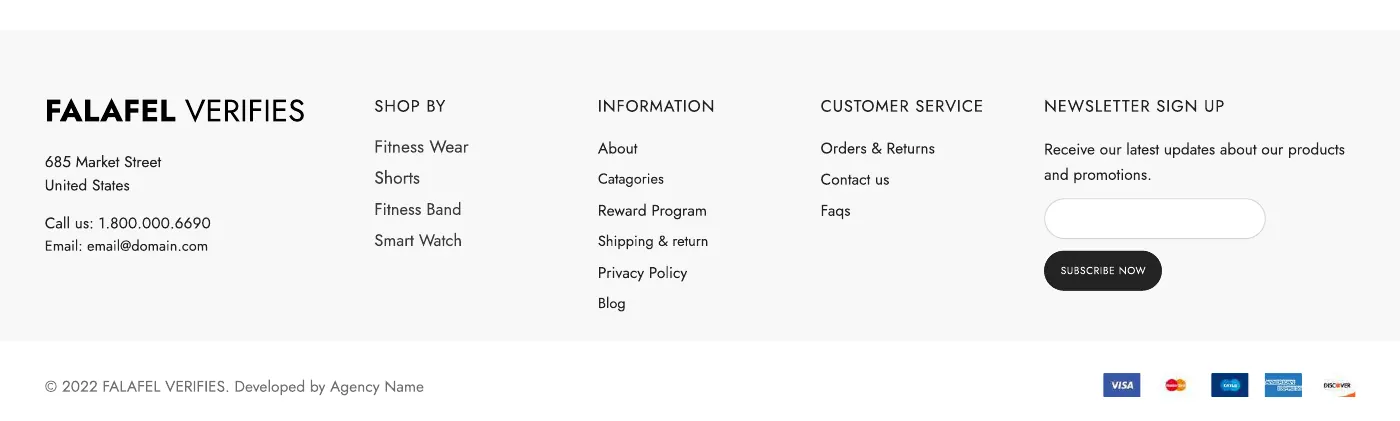 FALAFEL VERIFIES
685 Market Street
United States
Call us: 1.800.000.6690
Email: email@domain.com
SHOP BY
Fitness Wear
Shorts
Fitness Band
Smart Watch
INFORMATION
About
Catagories
Reward Program
Shipping & return
Privacy Policy
Blog
CUSTOMER SERVICE
Orders & Returns
Contact us
Faqs
NEWSLETTER SIGN UP
Receive our latest updates about our products
and promotions.
SUBSCRIBE NOW
© 2022 FALAFEL VERIFIES. Developed by Agency Name
VISA
DISCOVER